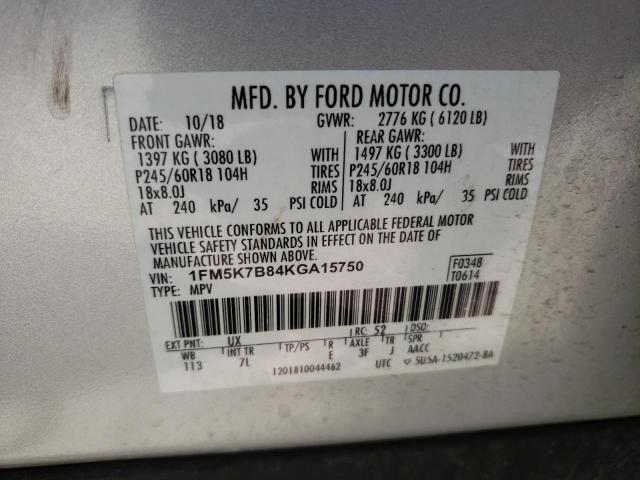 MFD. BY FORD MOTOR CO.
DATE: 10/18 GVWR: 2776 KG ( 6120 LB)
FRONT GAWR: REAR GAWR:
1397 KG ( 3080 LB) WITH 1497 KG ( 3300 LB) WITH
P245/60R18 104H TIRES P245/60R18 104H TIRES
18x8.0J RIMS 18x8.0J RIMS
AT 240 kPa/ 35 PSI COLD AT 240 kPa/ 35 PSI COLD
THIS VEHICLE CONFORMS TO ALL APPLICABLE FEDERAL MOTOR
VEHICLE SAFETY STANDARDS IN EFFECT ON THE DATE OF
MANUFACTURE SHOWN ABOVE.
VIN: 1FM5K7B84KGA15750 F0348
TYPE: MPV T0614
EXT PNT: UX RC: 52 DSO:
WB INT TR TP/PS R AXLE TR SPR
113 7L E 3F J AACC
1201810044462 UTC 5U5A-1520472-BA